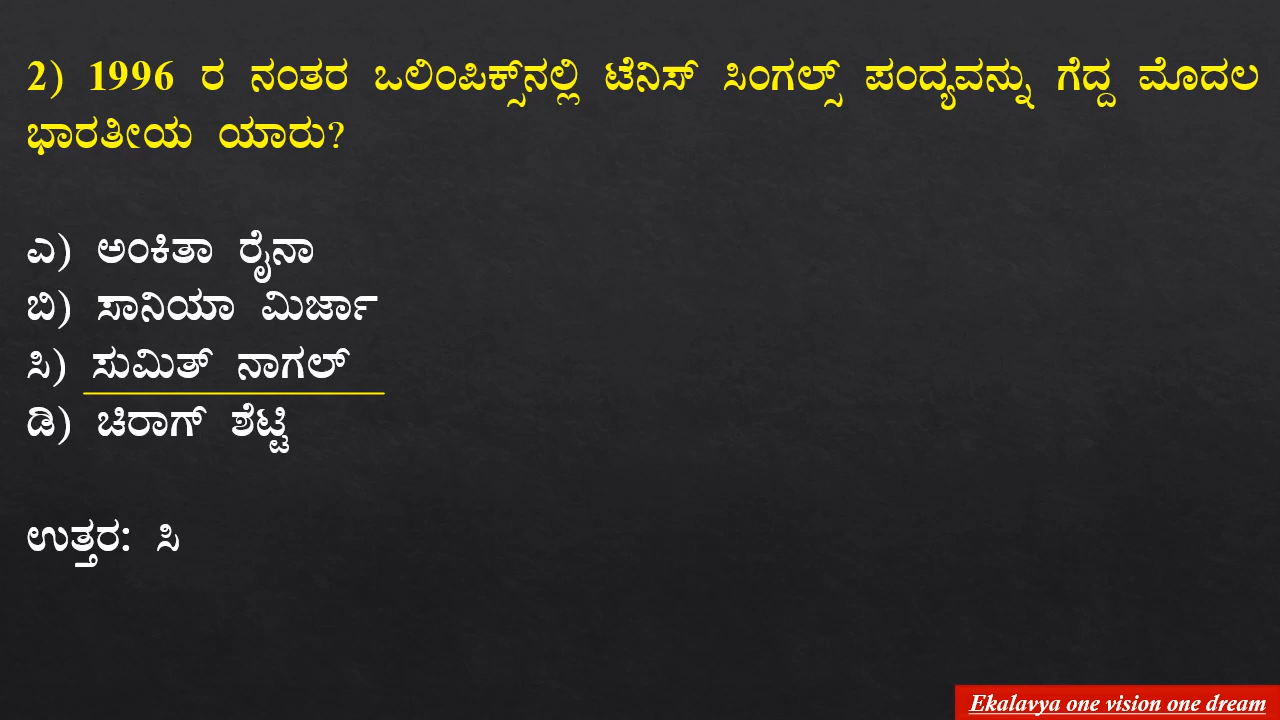 2) 1996 ರ ನಂತರ ಒಲಿಂಪಿಕ್ಸ್‌ನಲ್ಲಿ ಟೆನಿಸ್ ಸಿಂಗಲ್ಸ್ ಪಂದ್ಯವನ್ನು ಗೆದ್ದ ಮೊದಲ
ಭಾರತೀಯ ಯಾರು?
ಎ) ಅಂಕಿತಾ ರೈನಾ
ಬಿ) ಸಾನಿಯಾ ಮಿರ್ಜಾ
ಸಿ) ಸುಮಿತ್ ನಾಗಲ್
ಡಿ) ಚಿರಾಗ್ ಶೆಟ್ಟಿ
ಉತ್ತರ: ಸಿ
Ekalavya one vision one dream